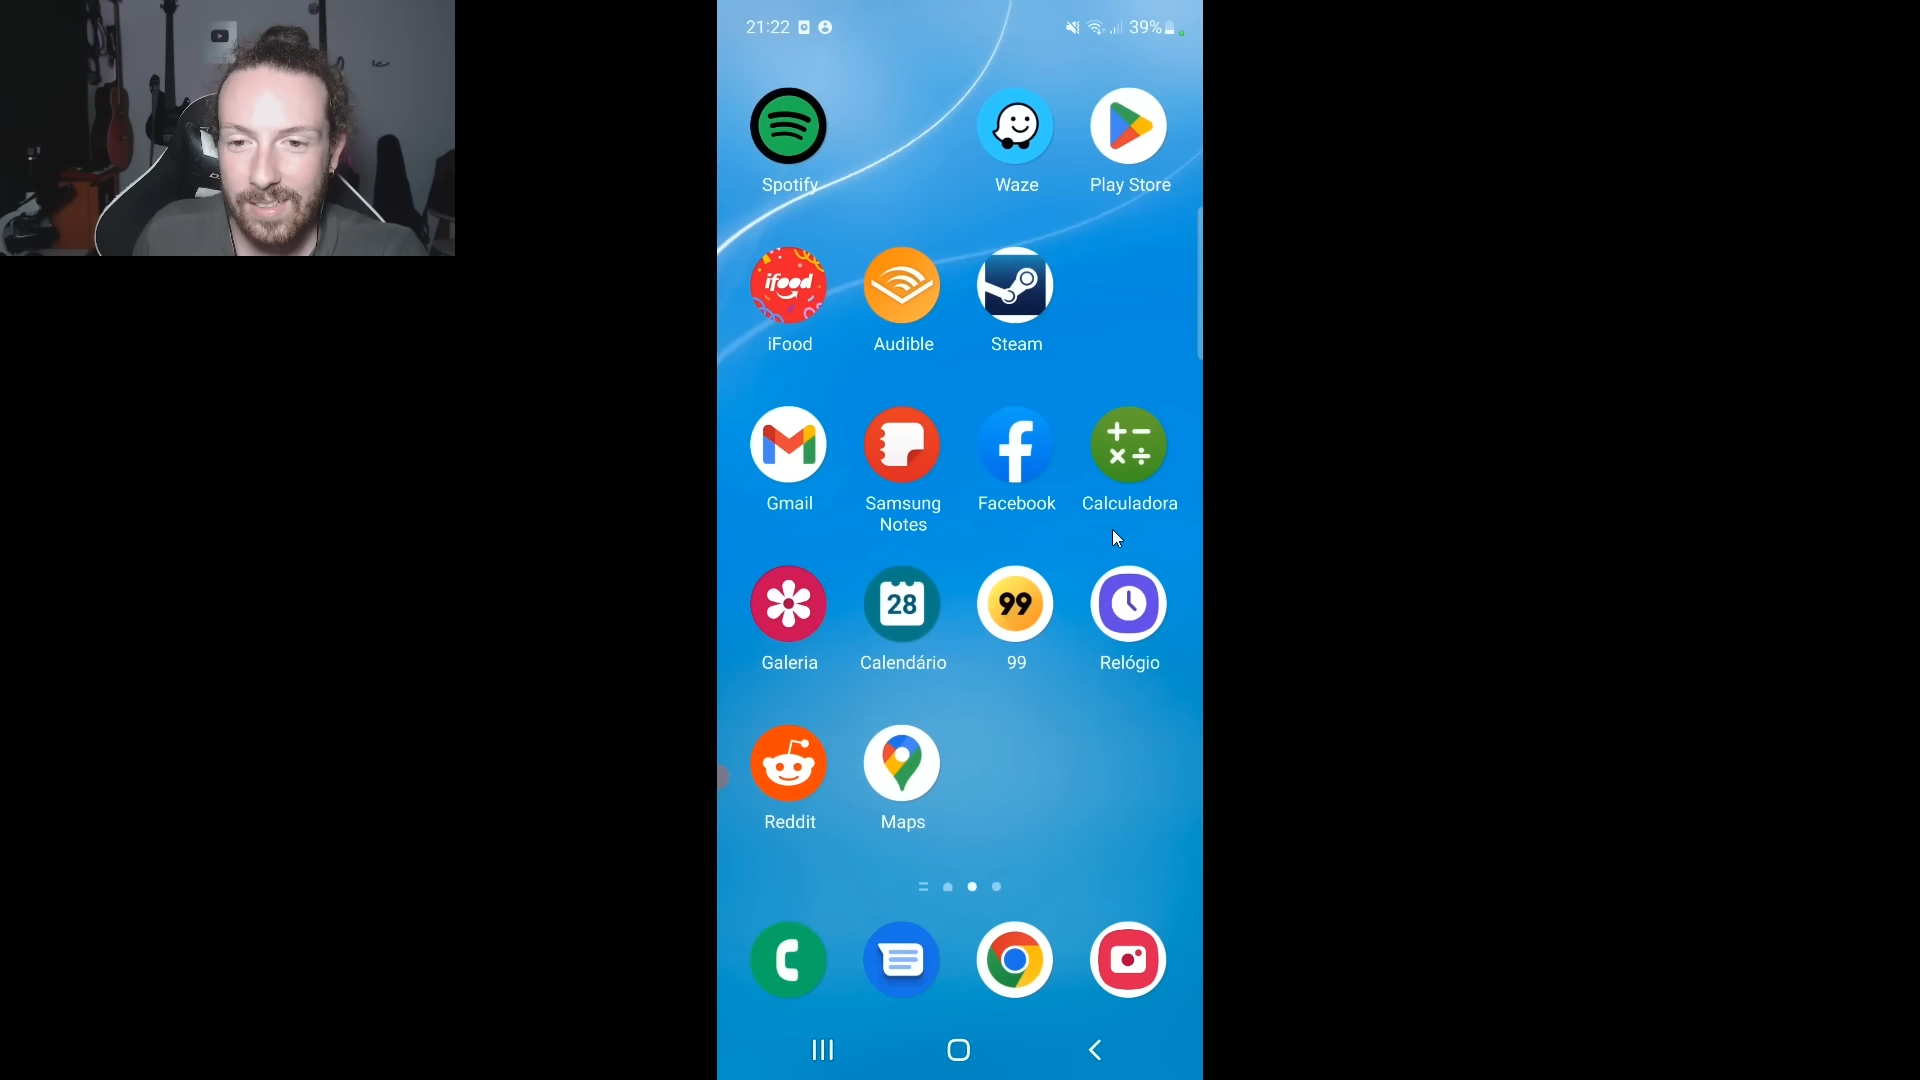 21:22
39%
Spotify
Waze
Play Store
ifood
iFood
Audible
Steam
Gmail
Samsung
Notes
Facebook
Calculadora
28
99
Galeria
Calendário
99
Relógio
Reddit
Maps